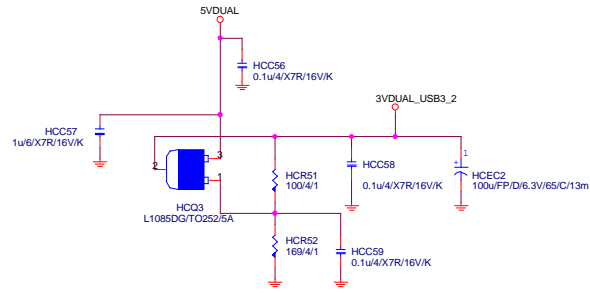 5VDUAL
HCC56
0.1u/4/X7R/16V/K
3VDUAL_USB3_2
HCC57
1u/6/X7R/16V/K
2
3
1
HCQ3
L1085DG/TO252/5A
HCR51
100/4/1
HCC58
0.1u/4/X7R/16V/K
+
1
HCEC2
100u/FP/D/6.3V/65/C/13m
HCR52
169/4/1
HCC59
0.1u/4/X7R/16V/K